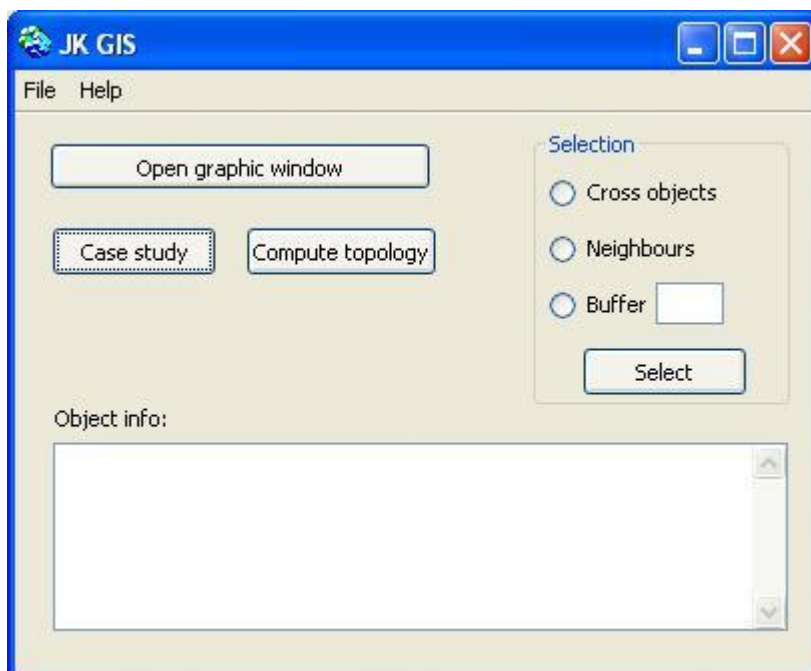 JK GIS
File Help
Open graphic window
Case study Compute topology
Selection
Cross objects
Neighbours
Buffer
Select
Object info: